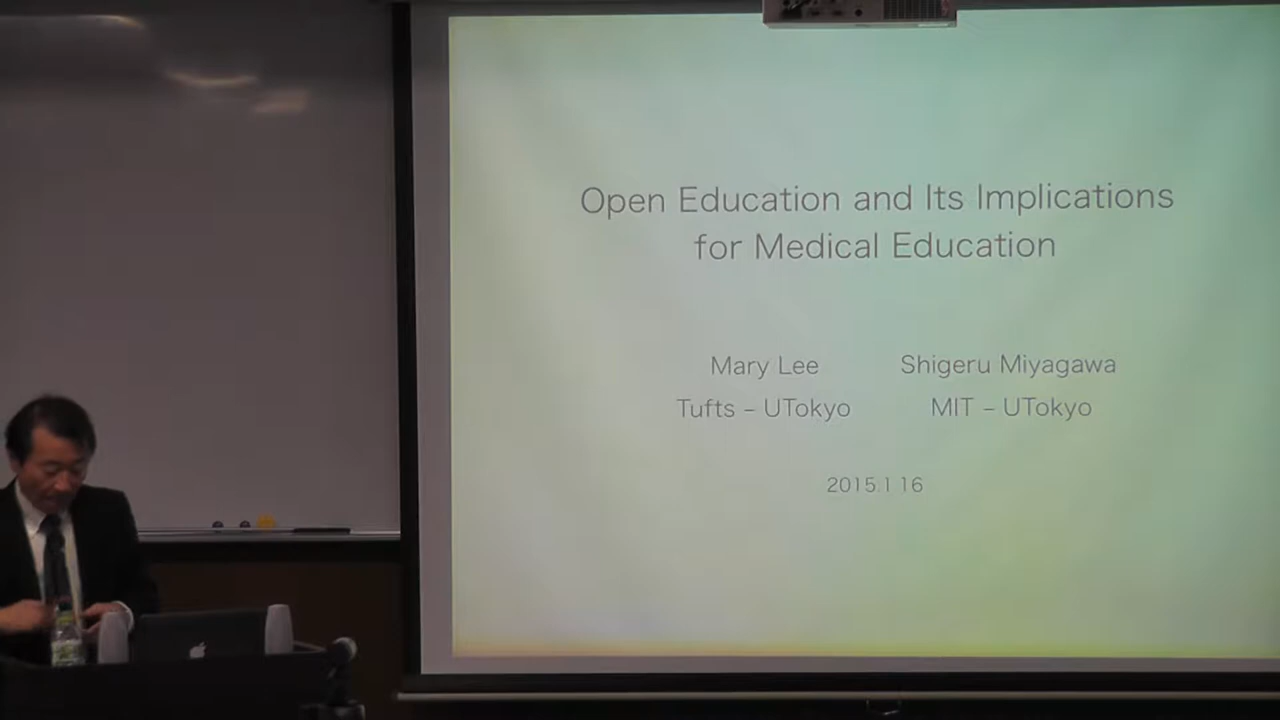 Open Education and Its Implications
for Medical Education
Mary Lee
Shigeru Miyagawa
Tufts – UTokyo
MIT – UTokyo
2015.1 16